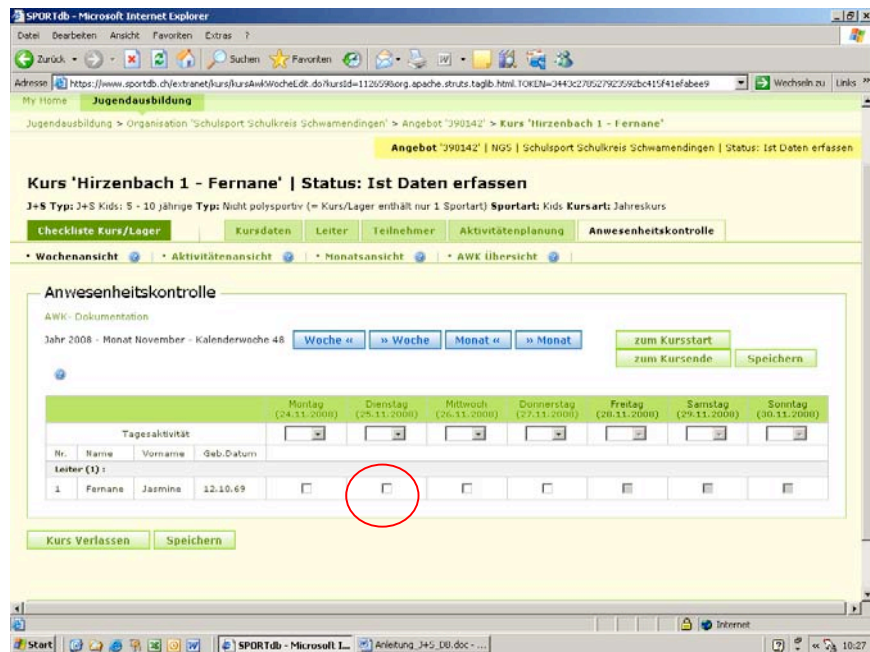 SPORTdb - Microsoft Internet Explorer
Datei Bearbeiten Ansicht Favoriten Extras ?
Zurück Suchen Favoriten
Adresse https://www.sportdb.ch/extranet/kurs/kursAwkWocheEdit.do?kursId=112659&org.apache.struts.taglib.html.TOKEN= Wechseln zu Links »
My Home Jugendausbildung
Jugendausbildung > Organisation 'Schulsport Schulkreis Schwamendingen' > Angebot '390142' > Kurs 'Hirzenbach 1 - Fernane'
Angebot '390142' | NG5 | Schulsport Schulkreis Schwamendingen | Status: Ist Daten erfassen
Kurs 'Hirzenbach 1 - Fernane' | Status: Ist Daten erfassen
J+S Typ: J+S Kids: 5 - 10 jährige Typ: Nicht polysportiv (= Kurs/Lager enthält nur 1 Sportart) Sportart: Kids Kursart: Jahreskurs
Checkliste Kurs/Lager Kursdaten Leiter Teilnehmer Aktivitätenplanung Anwesenheitskontrolle
• Wochenansicht | • Aktivitätenansicht | • Monatsansicht | • AWK Übersicht |
Anwesenheitskontrolle
AWK- Dokumentation
Jahr 2008 - Monat November - Kalenderwoche 48 Woche « » Woche Monat « » Monat zum Kursstart
zum Kursende Speichern
Montag Dienstag Mittwoch Donnerstag Freitag Samstag Sonntag
(24.11.2008) (25.11.2008) (26.11.2008) (27.11.2008) (28.11.2008) (29.11.2008) (30.11.2008)
Tagesaktivität
Nr. Name Vorname Geb.Datum
Leiter (1) :
1 Fernane Jasmine 12.10.69
Kurs Verlassen Speichern
Internet
Start SPORTdb - Microsoft I... Anleitung_J+S_DB.doc - ... « 10:27